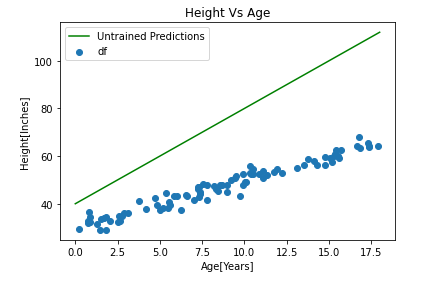 Height Vs Age
Untrained Predictions
df
Height[Inches]
100
80
60
40
0.0 2.5 5.0 7.5 10.0 12.5 15.0 17.5
Age[Years]